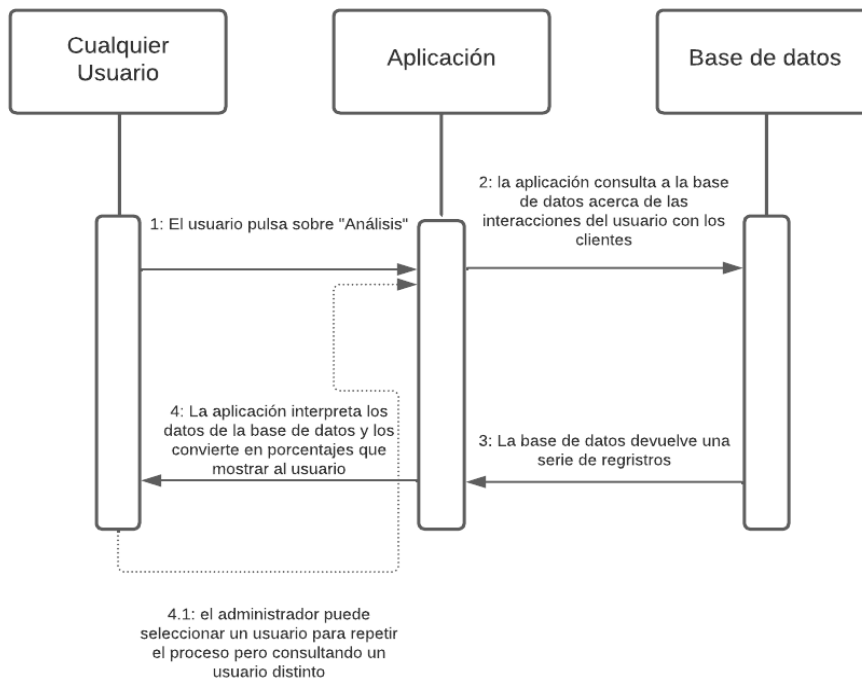 Cualquier
Usuario
Aplicación
Base de datos
1: El usuario pulsa sobre "Análisis"
2: la aplicación consulta a la base
de datos acerca de las
interacciones del usuario con los
clientes
4: La aplicación interpreta los
datos de la base de datos y los
convierte en porcentajes que
mostrar al usuario
3: La base de datos devuelve una
serie de regristros
4.1: el administrador puede
seleccionar un usuario para repetir
el proceso pero consultando un
usuario distinto